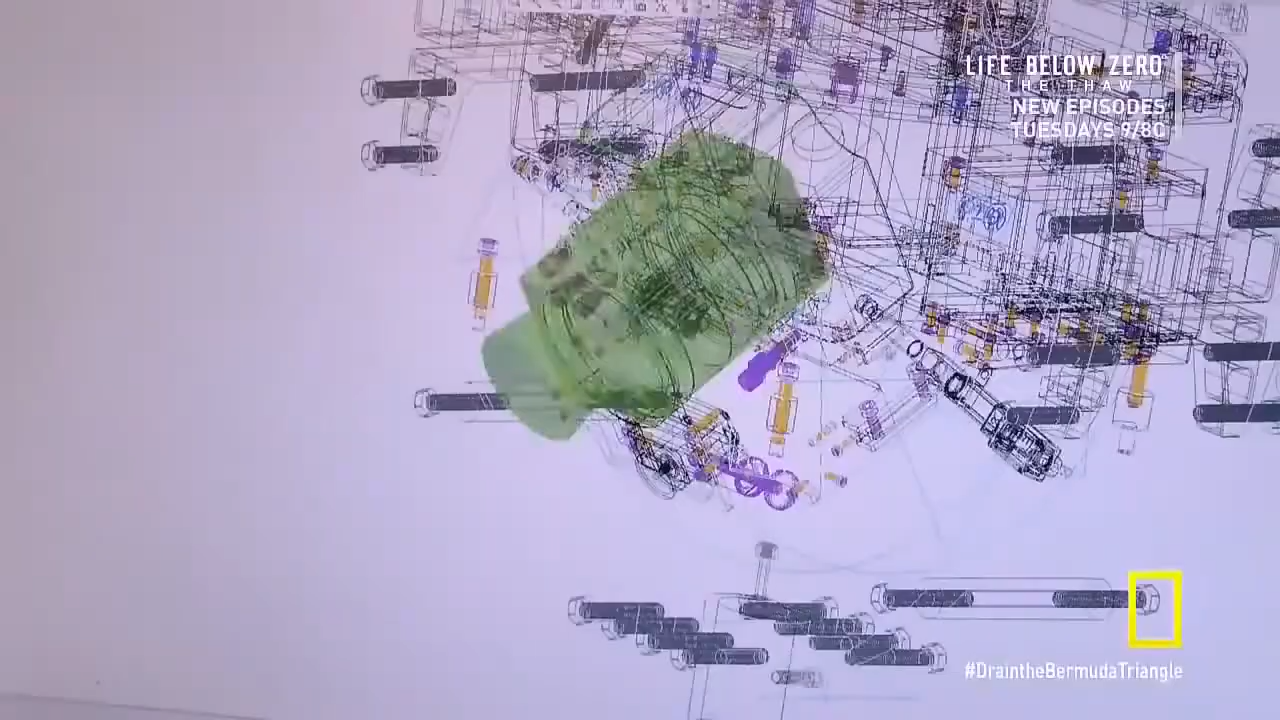 LIFE BELOW ZERO
THE THAW
NEW EPISODES
TUESDAYS 9/8C
#DraintheBermudaTriangle